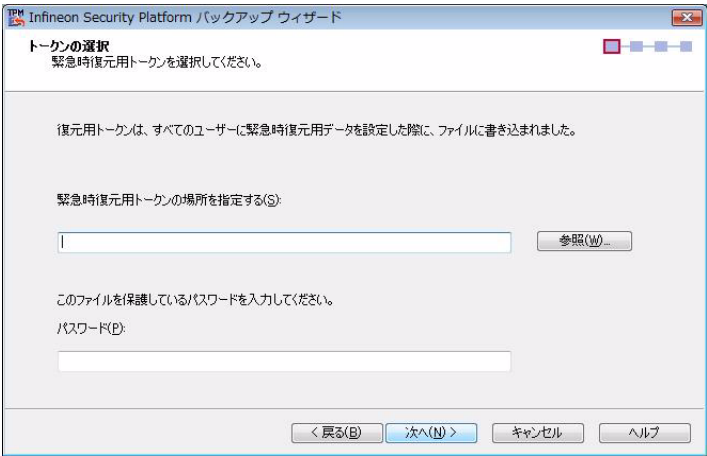 TPM Infineon Security Platform バックアップ ウィザード
トークンの選択
緊急時復元用トークンを選択してください。
復元用トークンは、すべてのユーザーに緊急時復元用データを設定した際に、ファイルに書き込まれました。
緊急時復元用トークンの場所を指定する(S):
参照(W)...
このファイルを保護しているパスワードを入力してください。
パスワード(P):
< 戻る(B) 次へ(N) > キャンセル ヘルプ